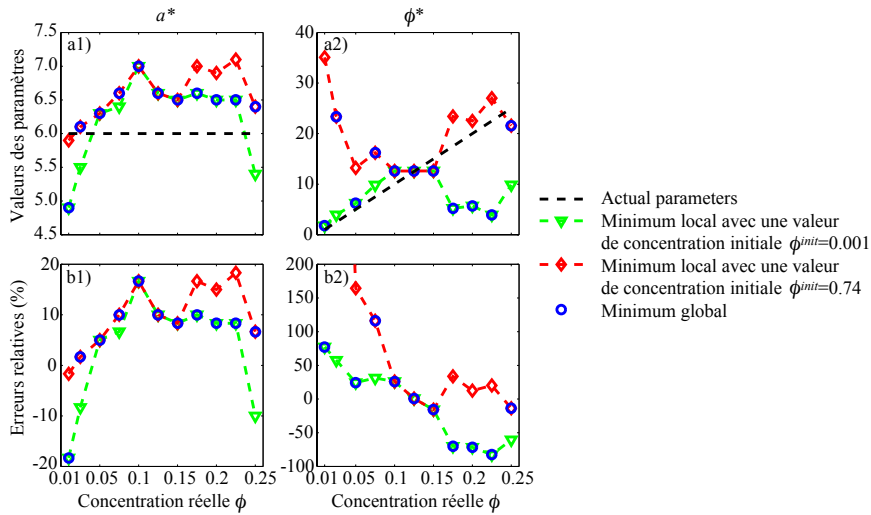 a*
ϕ*
Valeurs des paramètres
7.5
7.0
6.5
6.0
5.5
5.0
4.5
a1)
40
30
20
10
0
a2)
Erreurs relatives (%)
20
10
0
-10
-20
b1)
200
150
100
50
0
-50
-100
b2)
0.01 0.05 0.1 0.15 0.2 0.25
0.01 0.05 0.1 0.15 0.2 0.25
Concentration réelle ϕ
Concentration réelle ϕ
Actual parameters
Minimum local avec une valeur
de concentration initiale ϕ^init=0.001
Minimum local avec une valeur
de concentration initiale ϕ^init=0.74
Minimum global